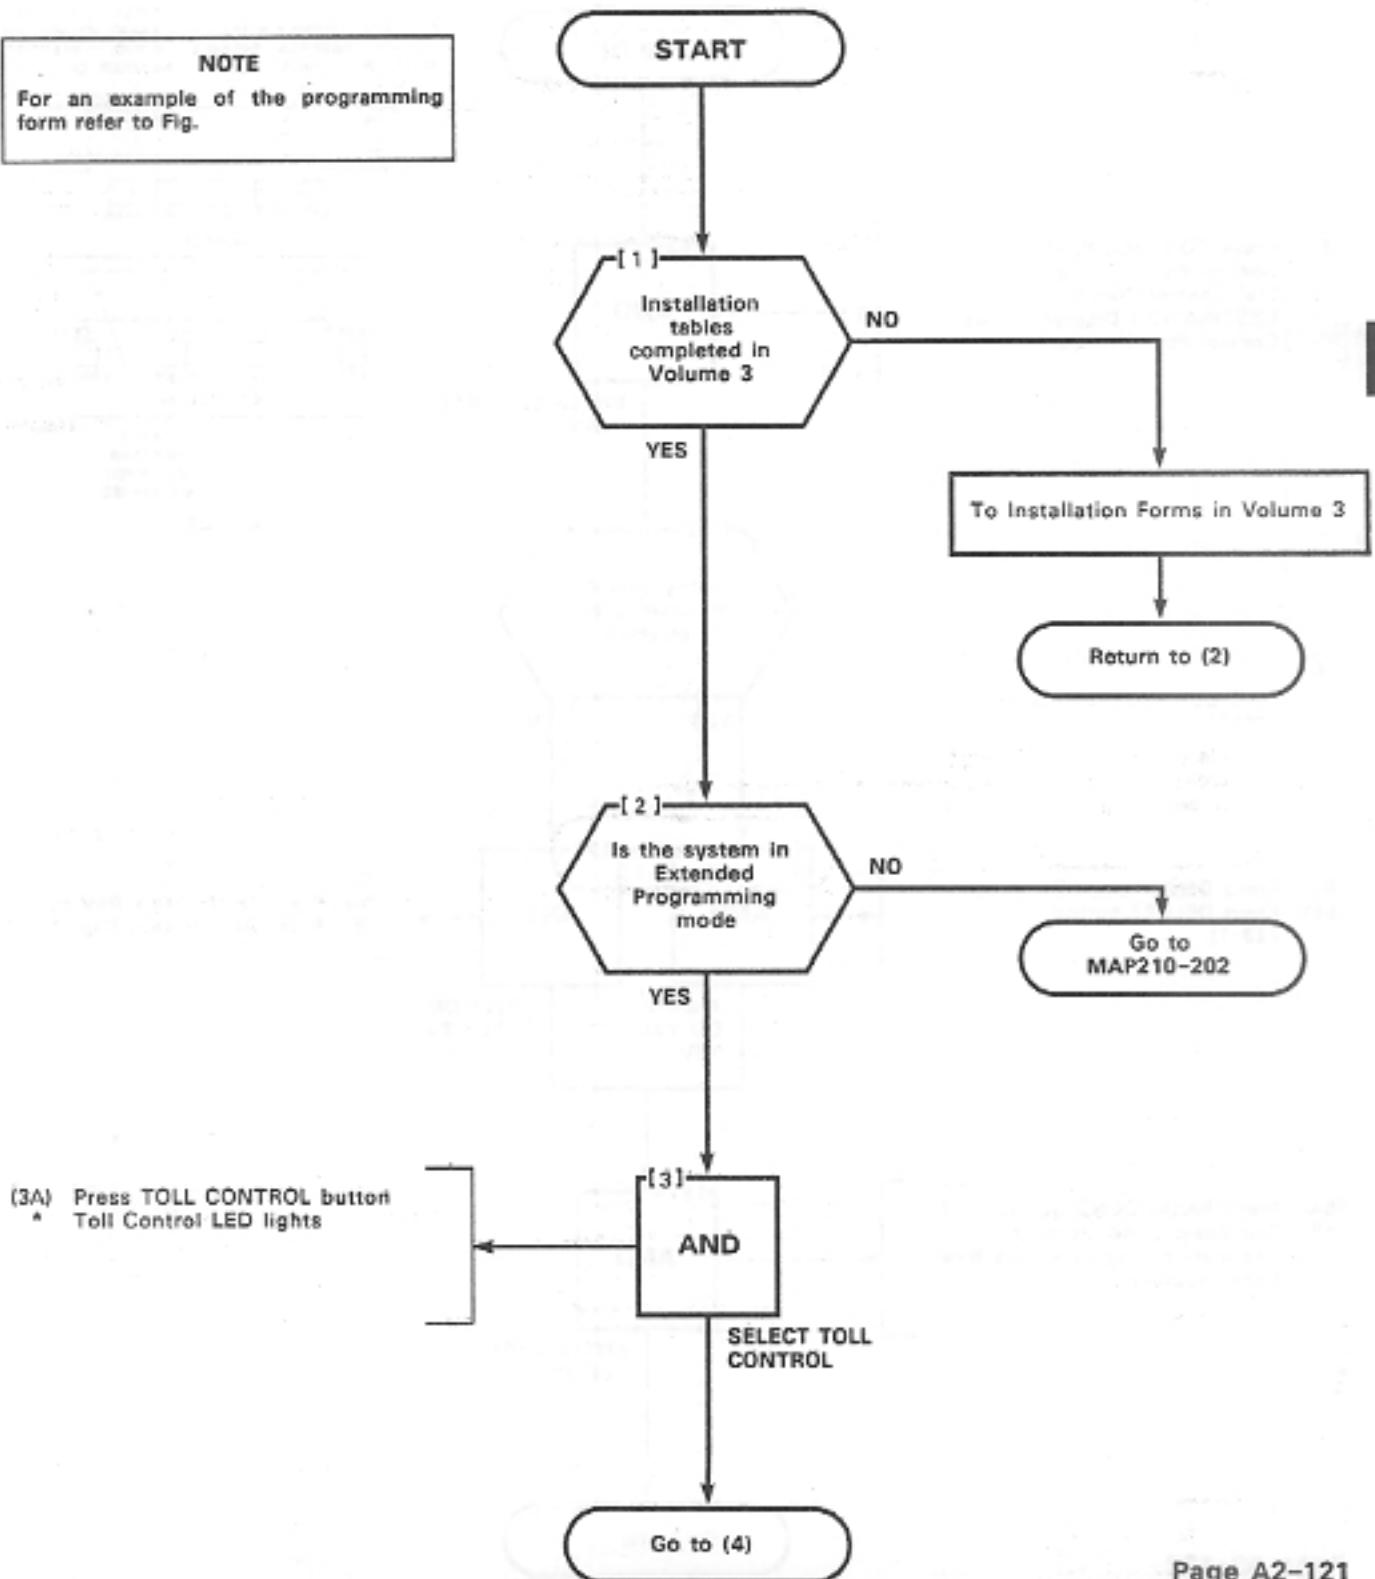 START
NOTE
For an example of the programming
form refer to Fig.
[ 1 ]
Installation
tables
completed in
Volume 3
NO
YES
To Installation Forms in Volume 3
Return to (2)
[ 2 ]
Is the system in
Extended
Programming
mode
NO
Go to
MAP210-202
YES
[3]
AND
(3A) Press TOLL CONTROL button
* Toll Control LED lights
SELECT TOLL
CONTROL
Go to (4)
Page A2-121